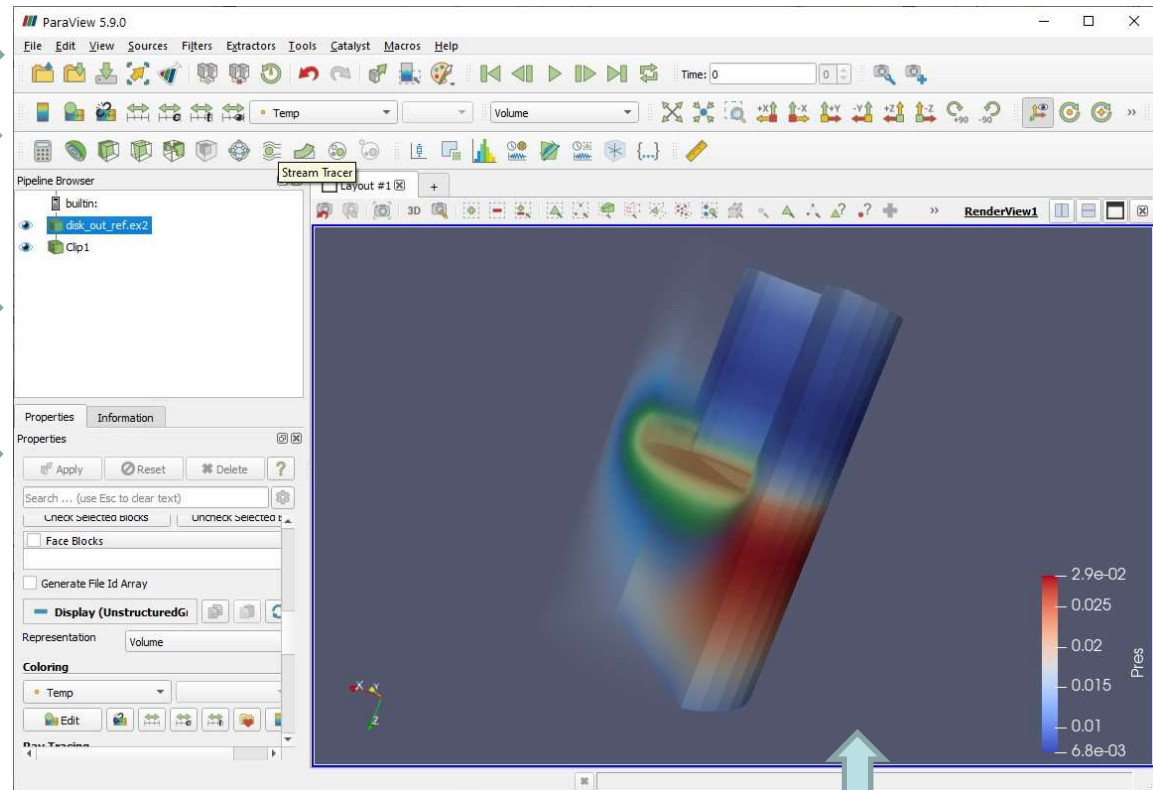 ParaView 5.9.0
File Edit View Sources Filters Extractors Tools Catalyst Macros Help
Time: 0 0
Temp Volume +X -X +Y -Y +Z -Z +90 -90 »
{...}
Stream Tracer
Pipeline Browser
Layout #1 +
builtin:
3D » RenderView1
disk_out_ref.ex2
Clip1
Properties Information
Properties
Apply Reset Delete ?
Search ... (use Esc to clear text)
Check Selected Blocks Uncheck Selected
Face Blocks
Generate File Id Array
Display (UnstructuredG
Representation Volume
Coloring
Temp
Edit
Ray Tracing
X Y
Z
2.9e-02
0.025
0.02
0.015
0.01
6.8e-03
Pres